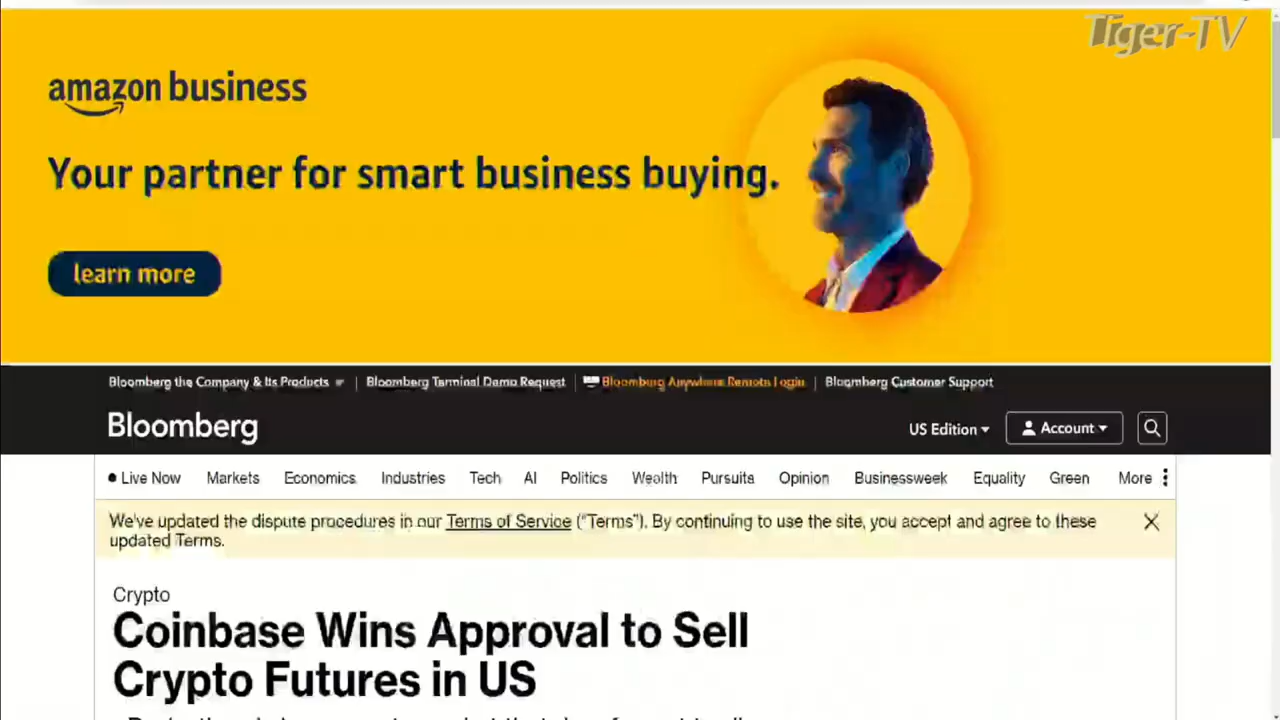 Tiger-TV
amazon business
Your partner for smart business buying.
learn more
Bloomberg the Company & Its Products
Bloomberg Terminal Demo Request
Bloomberg Anywhere Remote Login
Bloomberg Customer Support
Bloomberg
US Edition
Account
Live Now Markets Economics Industries Tech AI Politics Wealth Pursuits Opinion Businessweek Equality Green More
We've updated the dispute procedures in our Terms of Service ("Terms"). By continuing to use the site, you accept and agree to these
updated Terms.
Crypto
Coinbase Wins Approval to Sell
Crypto Futures in US